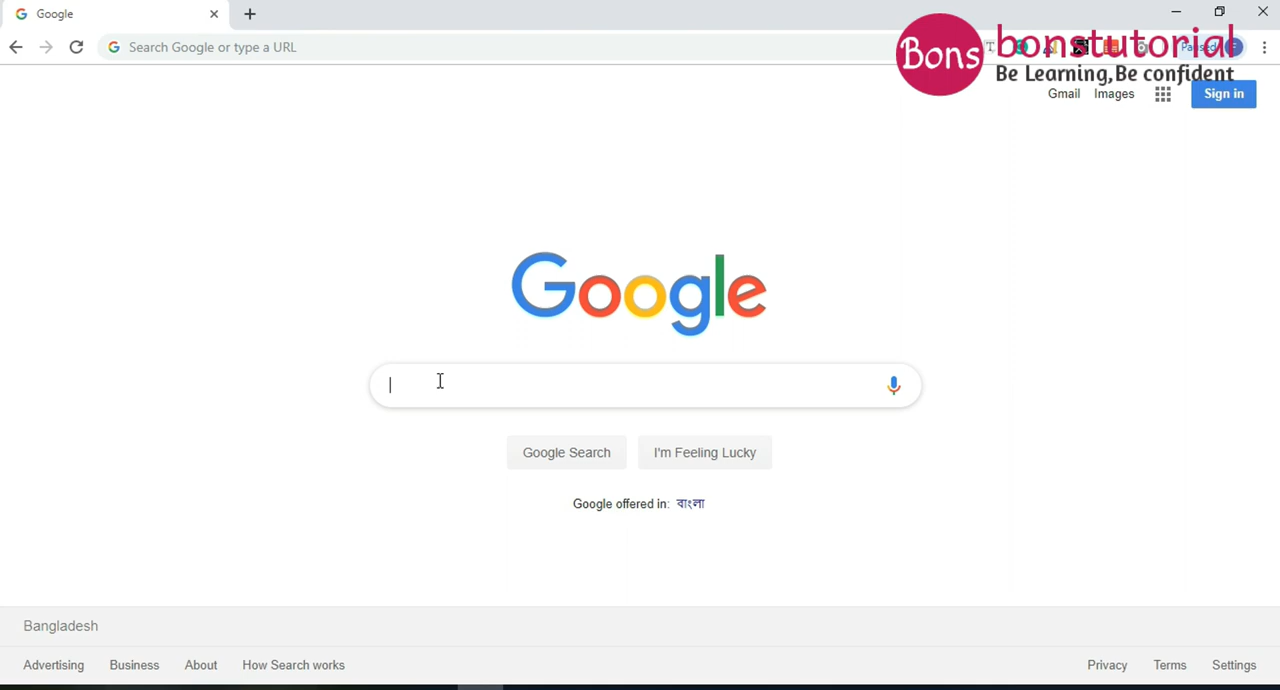 Google
Search Google or type a URL
Bons
bonstutorial
Be Learning,Be confident
Paused
Gmail Images Sign in
Google
Google Search I'm Feeling Lucky
Google offered in: বাংলা
Bangladesh
Advertising Business About How Search works Privacy Terms Settings